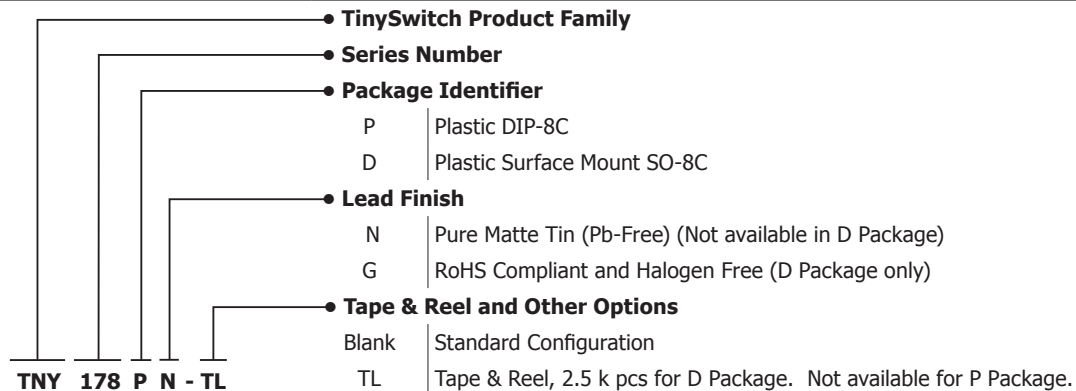 TinySwitch Product Family
Series Number
Package Identifier
P Plastic DIP-8C
D Plastic Surface Mount SO-8C
Lead Finish
N Pure Matte Tin (Pb-Free) (Not available in D Package)
G RoHS Compliant and Halogen Free (D Package only)
Tape & Reel and Other Options
Blank Standard Configuration
TNY 178 P N - TL TL Tape & Reel, 2.5 k pcs for D Package. Not available for P Package.